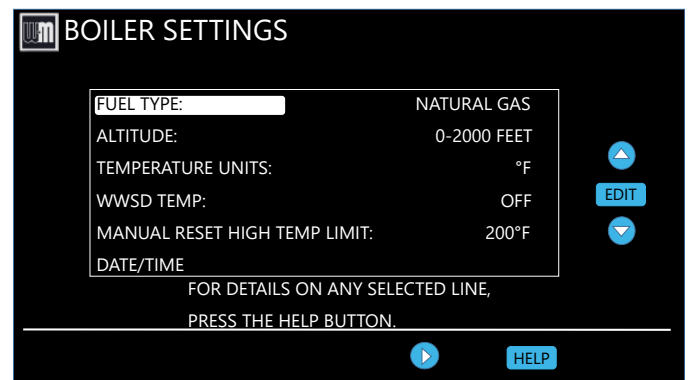 wm BOILER SETTINGS
FUEL TYPE: NATURAL GAS
ALTITUDE: 0-2000 FEET
TEMPERATURE UNITS: °F
WWSD TEMP: OFF
EDIT
MANUAL RESET HIGH TEMP LIMIT: 200°F
DATE/TIME
FOR DETAILS ON ANY SELECTED LINE,
PRESS THE HELP BUTTON.
HELP